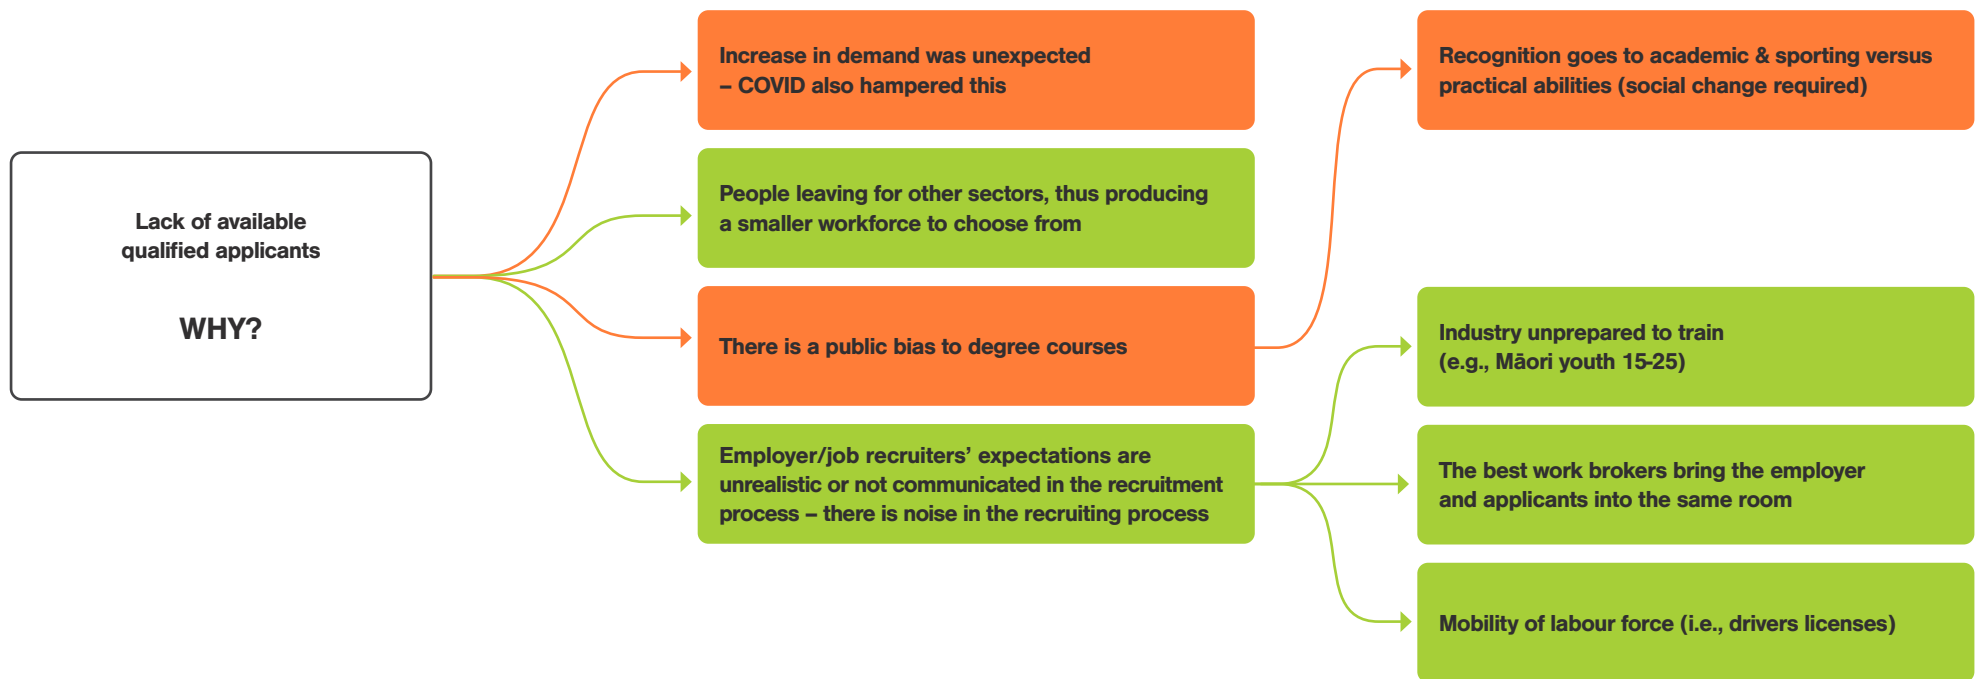 Lack of available
qualified applicants
WHY?
Increase in demand was unexpected
– COVID also hampered this
People leaving for other sectors, thus producing
a smaller workforce to choose from
There is a public bias to degree courses
Employer/job recruiters’ expectations are
unrealistic or not communicated in the recruitment
process – there is noise in the recruiting process
Recognition goes to academic & sporting versus
practical abilities (social change required)
Industry unprepared to train
(e.g., Māori youth 15-25)
The best work brokers bring the employer
and applicants into the same room
Mobility of labour force (i.e., drivers licenses)